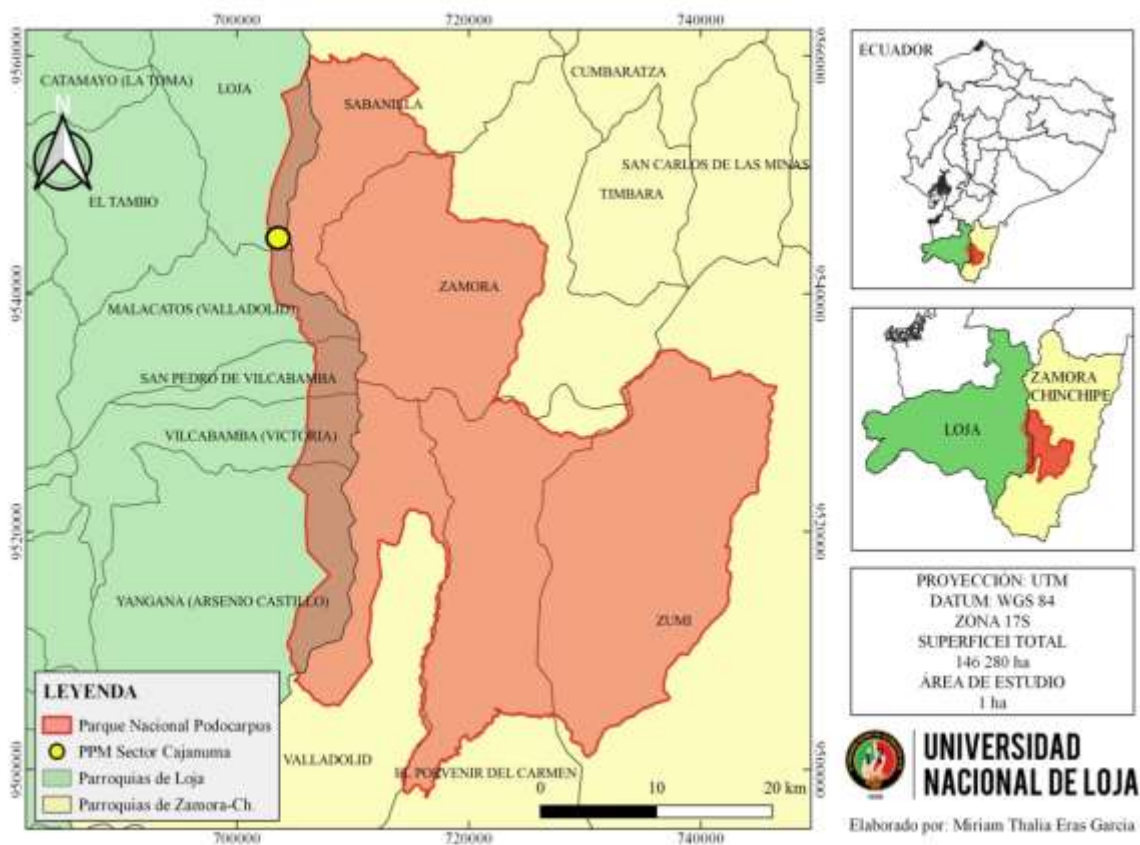 700000
720000
740000
9560000
9560000
CATAMAYO (LA TOMA)
LOJA
SABANILLA
CUMBARATZA
SAN CARLOS DE LAS MINAS
TIMBARA
N
EL TAMBO
ZAMORA
9540000
9540000
MALACATOS (VALLADOLID)
SAN PEDRO DE VILCABAMBA
VILCABAMBA (VICTORIA)
9520000
9520000
YANGANA (ARSENIO CASTILLO)
ZUMI
VALLADOLID
EL PORVENIR DEL CARMEN
9500000
0
10
20 km
700000
720000
740000
LEYENDA
Parque Nacional Podocarpus
PPM Sector Cajanuma
Parroquias de Loja
Parroquias de Zamora-Ch.
ECUADOR
ZAMORA
CHINCHIPE
LOJA
PROYECCIÓN: UTM
DATUM: WGS 84
ZONA 17S
SUPERFICEI TOTAL
146 280 ha
ÁREA DE ESTUDIO
1 ha
UNIVERSIDAD
NACIONAL DE LOJA
Elaborado por: Miriam Thalia Eras Garcia